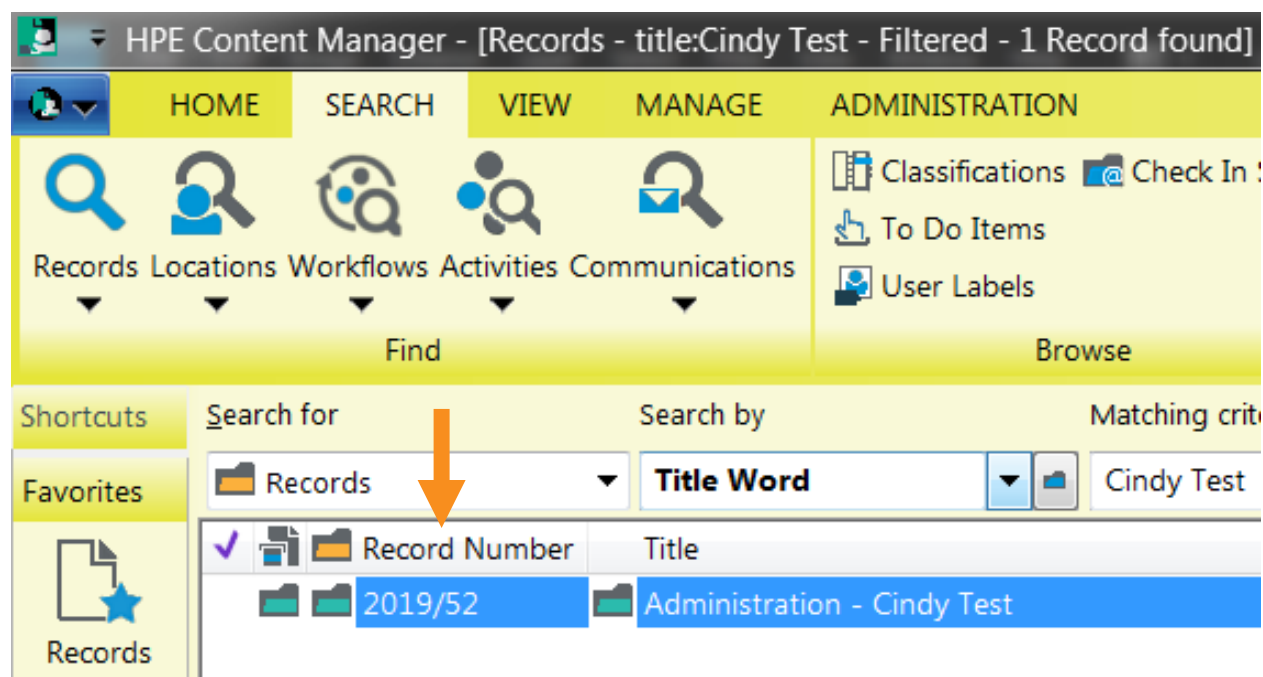 HPE Content Manager - [Records - title:Cindy Test - Filtered - 1 Record found]
HOME SEARCH VIEW MANAGE ADMINISTRATION
Classifications Check In
To Do Items
Records Locations Workflows Activities Communications
User Labels
Find Browse
Shortcuts Search for Search by Matching crit
Favorites Records Title Word Cindy Test
Record Number Title
2019/52 Administration - Cindy Test
Records